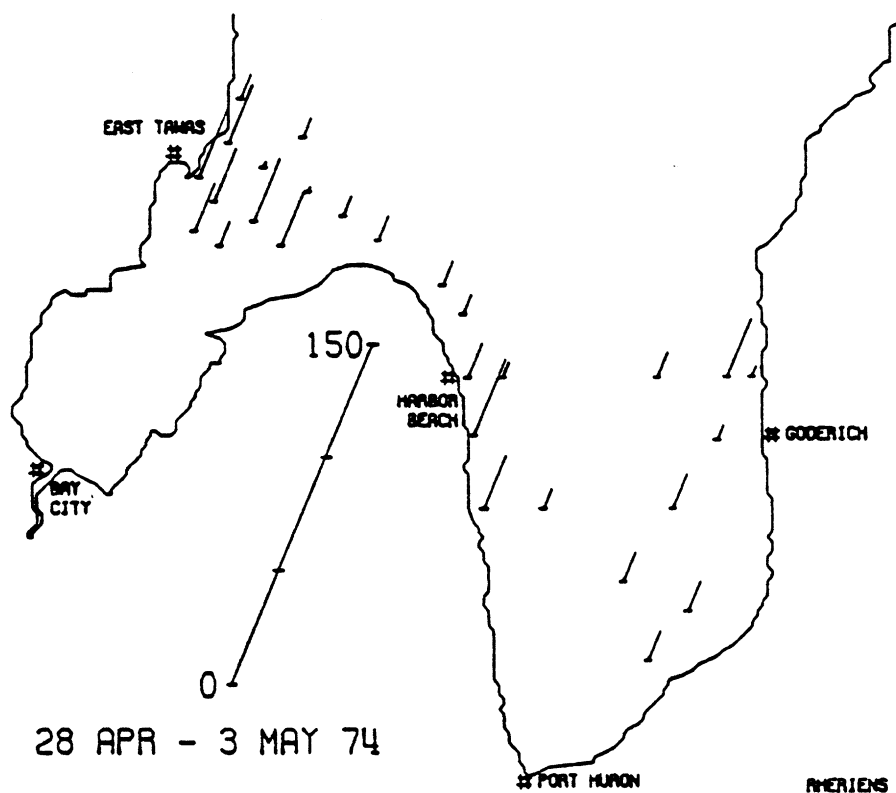 EAST TAWAS
150
HARBOR
BEACH
# GODERICH
BAY
CITY
0
28 APR - 3 MAY 74
# PORT HURON
AMERIENS